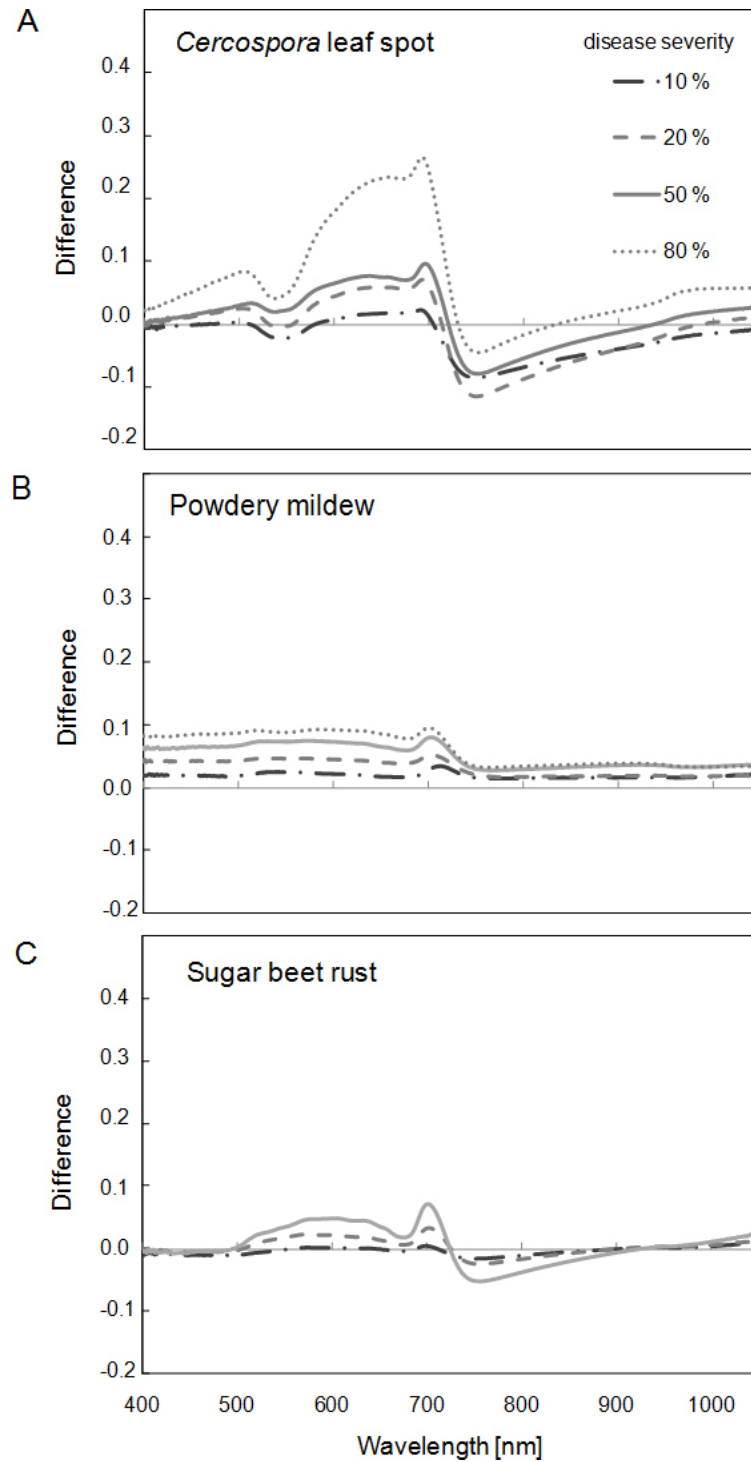 A
Cercospora leaf spot
disease severity
10 %
20 %
50 %
80 %
Difference
0.4
0.3
0.2
0.1
0.0
-0.1
-0.2
B
Powdery mildew
Difference
0.4
0.3
0.2
0.1
0.0
-0.1
-0.2
C
Sugar beet rust
Difference
0.4
0.3
0.2
0.1
0.0
-0.1
-0.2
400 500 600 700 800 900 1000
Wavelength [nm]